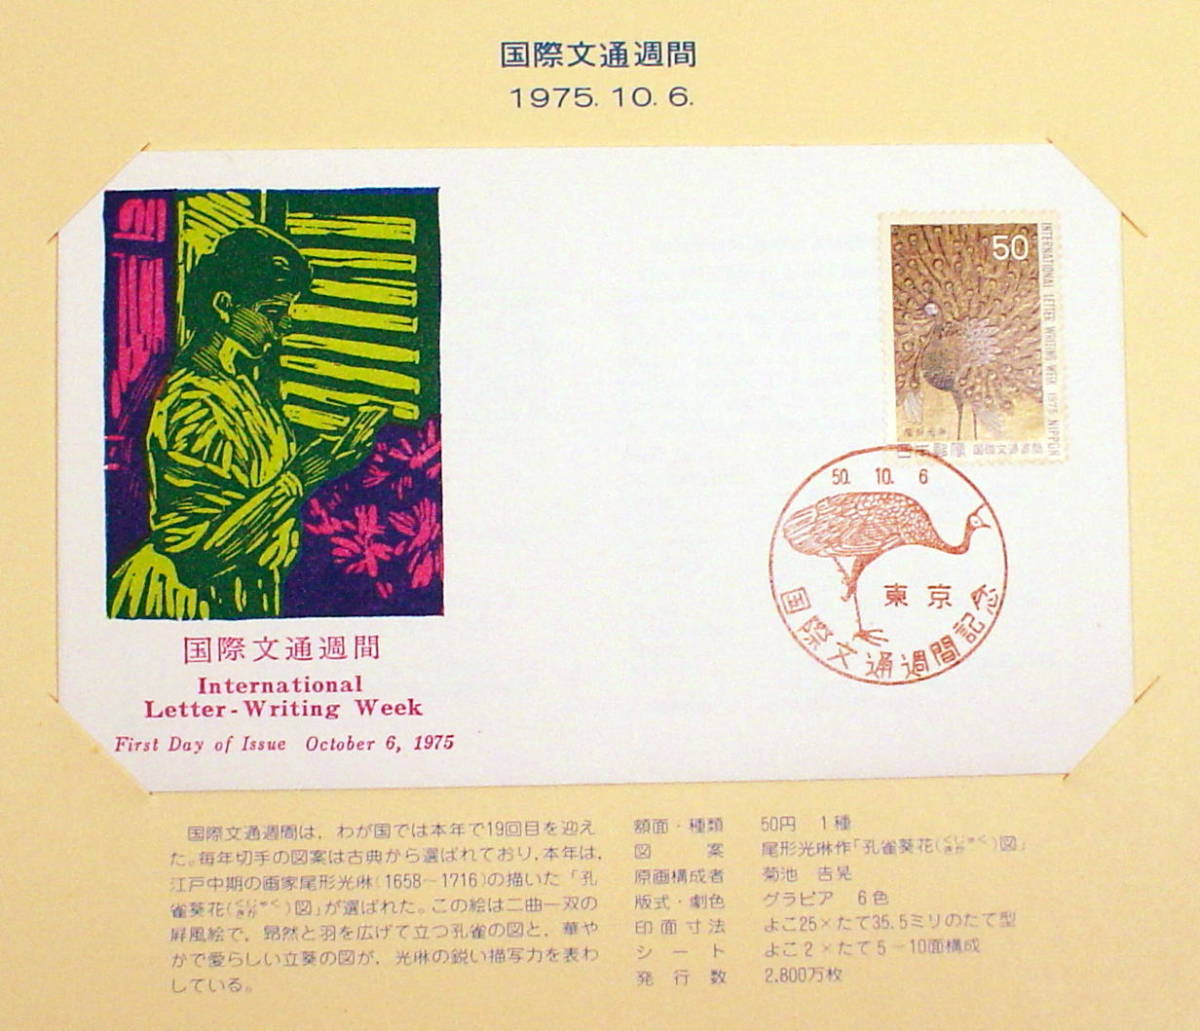 国際文通週間
1975. 10. 6.
50
INTERNATIONAL LETTER WRITING WEEK 1975 NIPPON
尾形光琳
日本郵便 国際文通週間
50. 10. 6
東京
国際文通週間記念
国際文通週間
International
Letter-Writing Week
First Day of Issue October 6, 1975
国際文通週間は、わが国では本年で19回目を迎え
た。毎年切手の図案は古典から選ばれており、本年は、
江戸中期の画家尾形光琳(1658～1716)の描いた「孔
雀葵花(くじゃくきか)図」が選ばれた。この絵は二曲一双の
屏風絵で、昂然と羽を広げて立つ孔雀の図と、華や
かで愛らしい立葵の図が、光琳の鋭い描写力を表わ
している。
額面・種類 50円 1種
図案 尾形光琳作「孔雀葵花(くじゃくきか)図」
原画構成者 菊池 吉晃
版式・刷色 グラビア 6色
印面寸法 よこ25×たて35.5ミリのたて型
シート よこ2×たて5－10面構成
発行数 2.800万枚